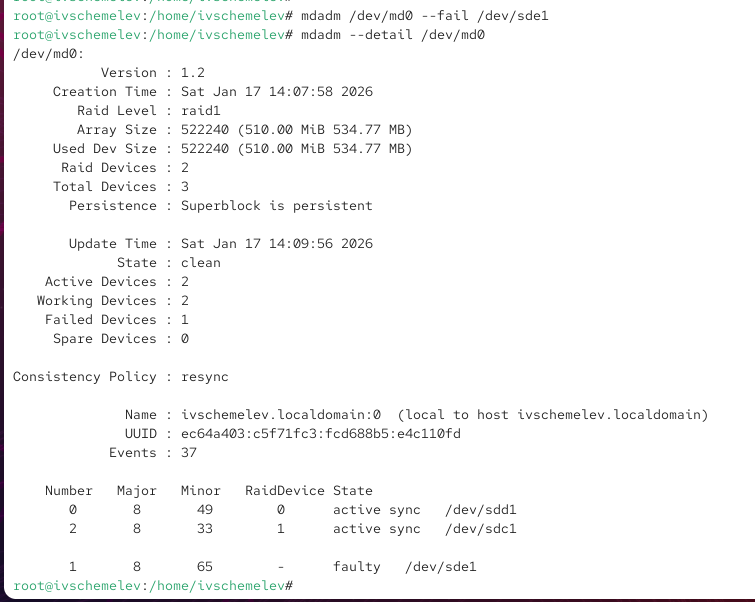 root@ivschemelev:/home/ivschemelev# mdadm /dev/md0 --fail /dev/sde1
root@ivschemelev:/home/ivschemelev# mdadm --detail /dev/md0
/dev/md0:
           Version : 1.2
     Creation Time : Sat Jan 17 14:07:58 2026
        Raid Level : raid1
        Array Size : 522240 (510.00 MiB 534.77 MB)
     Used Dev Size : 522240 (510.00 MiB 534.77 MB)
      Raid Devices : 2
     Total Devices : 3
       Persistence : Superblock is persistent

       Update Time : Sat Jan 17 14:09:56 2026
             State : clean
    Active Devices : 2
   Working Devices : 2
    Failed Devices : 1
     Spare Devices : 0

Consistency Policy : resync

              Name : ivschemelev.localdomain:0  (local to host ivschemelev.localdomain)
              UUID : ec64a403:c5f71fc3:fcd688b5:e4c110fd
            Events : 37

    Number   Major   Minor   RaidDevice State
       0       8       49        0      active sync   /dev/sdd1
       2       8       33        1      active sync   /dev/sdc1

       1       8       65        -      faulty   /dev/sde1
root@ivschemelev:/home/ivschemelev#